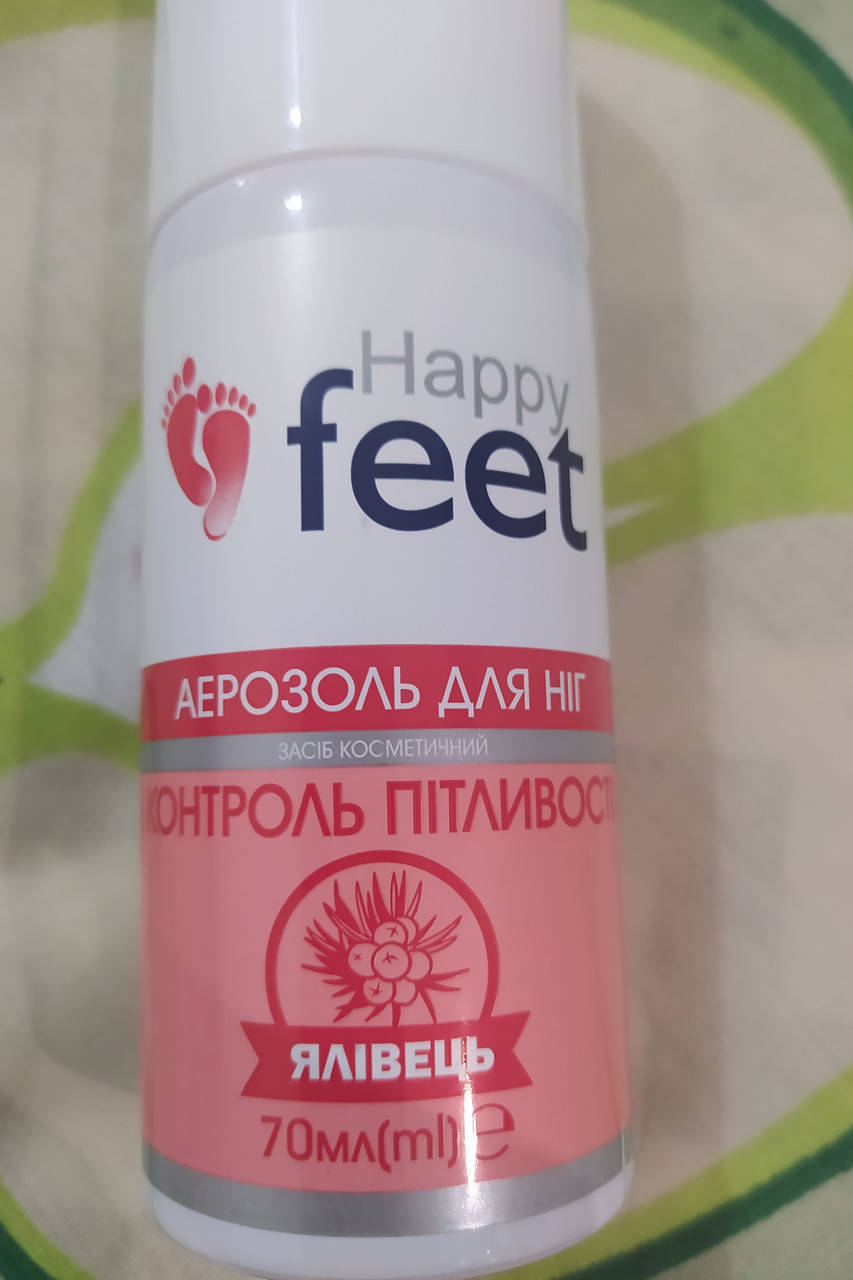 Happy
feet
АЕРОЗОЛЬ ДЛЯ НІГ
ЗАСІБ КОСМЕТИЧНИЙ
КОНТРОЛЬ ПІТЛИВОСТІ
ЯЛІВЕЦЬ
70мл(ml) e